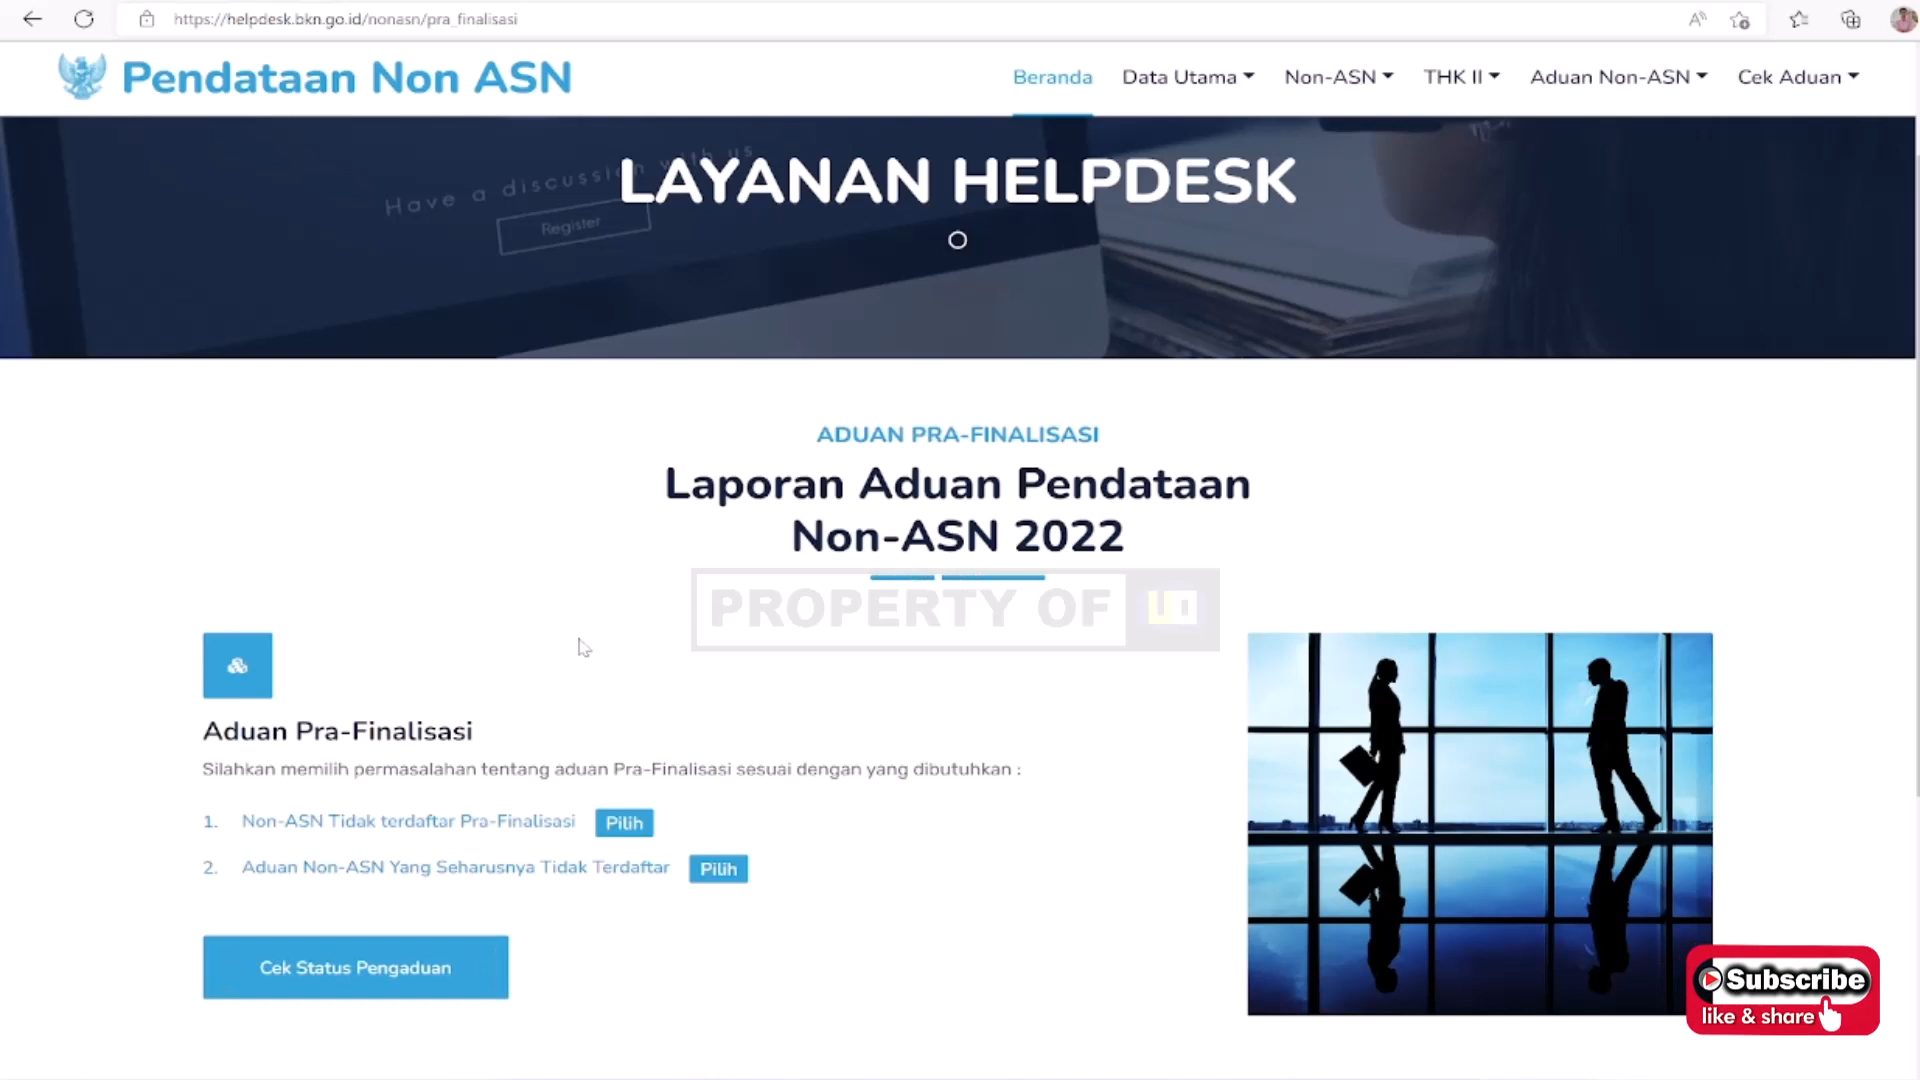 https://helpdesk.bkn.go.id/nonasn/pra_finalisasi
Pendataan Non ASN
Beranda
Data Utama
Non-ASN
THK II
Aduan Non-ASN
Cek Aduan
Have a discussion with us
Register
LAYANAN HELPDESK
ADUAN PRA-FINALISASI
Laporan Aduan Pendataan
Non-ASN 2022
PROPERTY OF
Aduan Pra-Finalisasi
Silahkan memilih permasalahan tentang aduan Pra-Finalisasi sesuai dengan yang dibutuhkan :
1. Non-ASN Tidak terdaftar Pra-Finalisasi Pilih
2. Aduan Non-ASN Yang Seharusnya Tidak Terdaftar Pilih
Cek Status Pengaduan
Subscribe
like & share